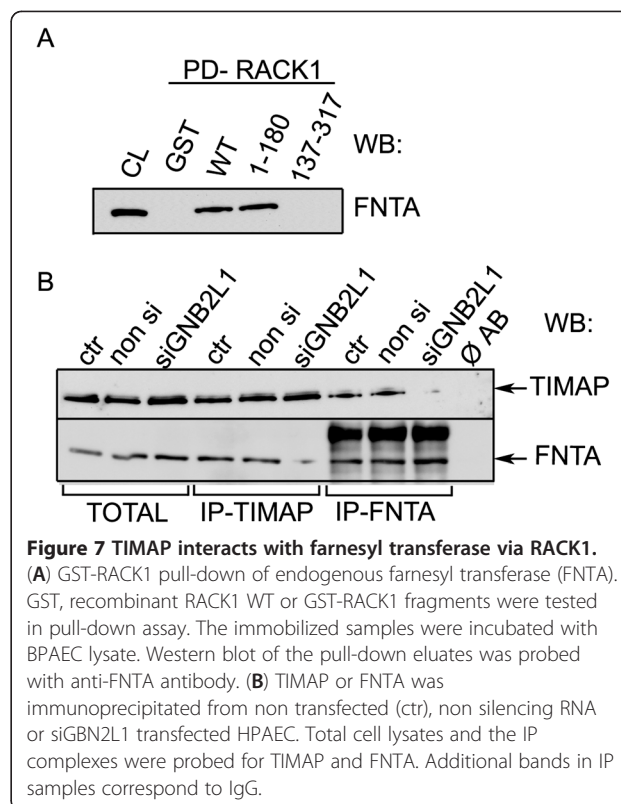 A
PD- RACK1
CL GST WT 1-180 137-317 WB:
FNTA
B
ctr non si siGNB2L1 ctr non si siGNB2L1 ctr non si siGNB2L1 Ø AB WB:
TIMAP
FNTA
TOTAL IP-TIMAP IP-FNTA
Figure 7 TIMAP interacts with farnesyl transferase via RACK1.
(A) GST-RACK1 pull-down of endogenous farnesyl transferase (FNTA).
GST, recombinant RACK1 WT or GST-RACK1 fragments were tested
in pull-down assay. The immobilized samples were incubated with
BPAEC lysate. Western blot of the pull-down eluates was probed
with anti-FNTA antibody. (B) TIMAP or FNTA was
immunoprecipitated from non transfected (ctr), non silencing RNA
or siGBN2L1 transfected HPAEC. Total cell lysates and the IP
complexes were probed for TIMAP and FNTA. Additional bands in IP
samples correspond to IgG.